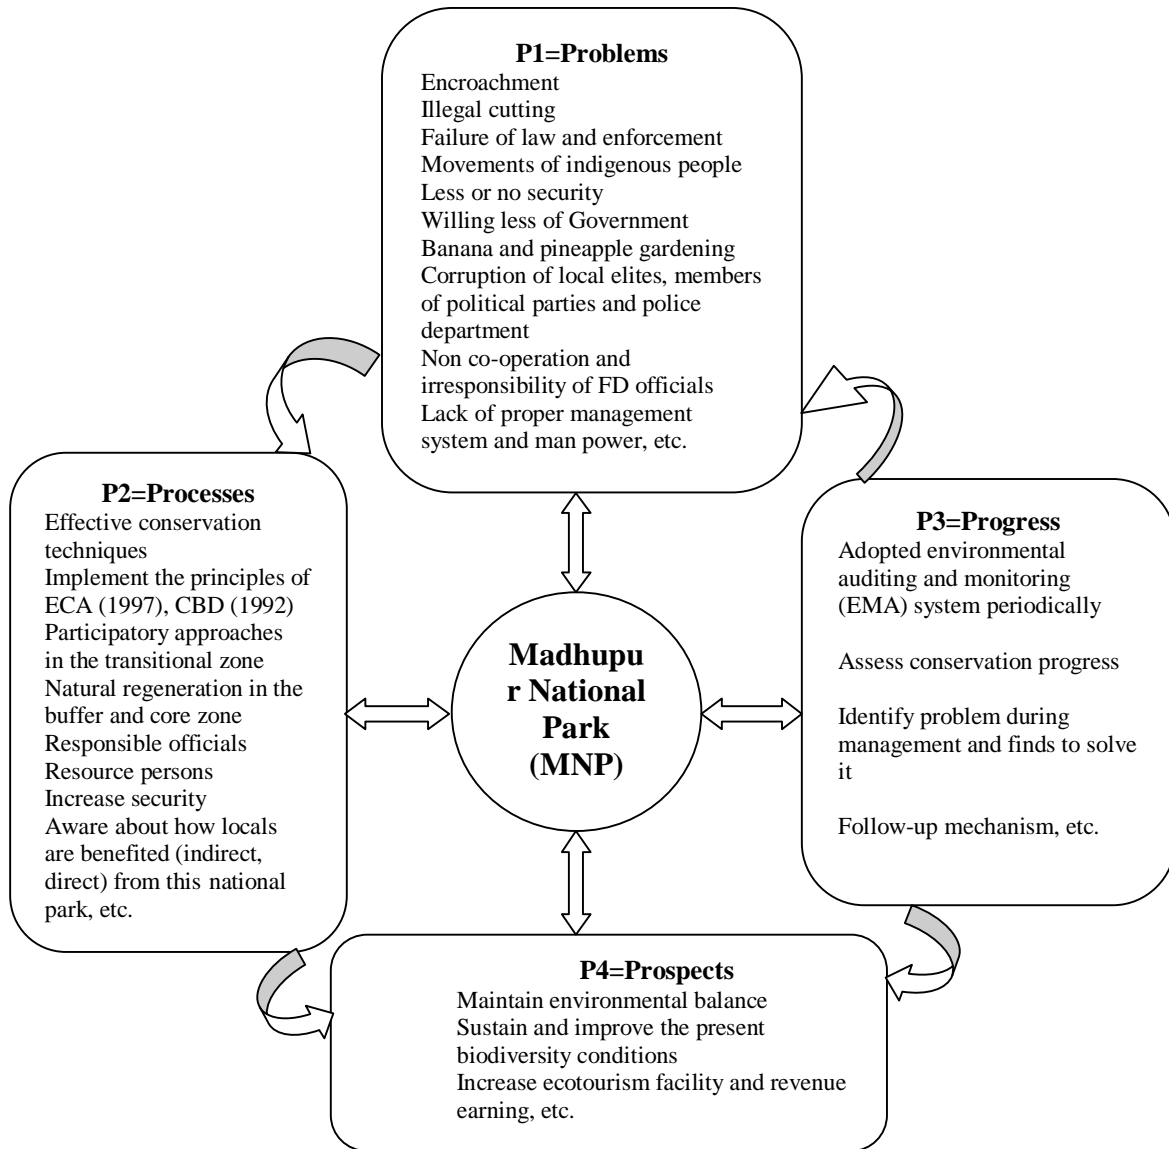 P1=Problems
Encroachment
Illegal cutting
Failure of law and enforcement
Movements of indigenous people
Less or no security
Willing less of Government
Banana and pineapple gardening
Corruption of local elites, members
of political parties and police
department
Non co-operation and
irresponsibility of FD officials
Lack of proper management
system and man power, etc.
P2=Processes
Effective conservation
techniques
Implement the principles of
ECA (1997), CBD (1992)
Participatory approaches
in the transitional zone
Natural regeneration in the
buffer and core zone
Responsible officials
Resource persons
Increase security
Aware about how locals
are benefited (indirect,
direct) from this national
park, etc.
Madhupu
r National
Park
(MNP)
P3=Progress
Adopted environmental
auditing and monitoring
(EMA) system periodically
Assess conservation progress
Identify problem during
management and finds to solve
it
Follow-up mechanism, etc.
P4=Prospects
Maintain environmental balance
Sustain and improve the present
biodiversity conditions
Increase ecotourism facility and revenue
earning, etc.